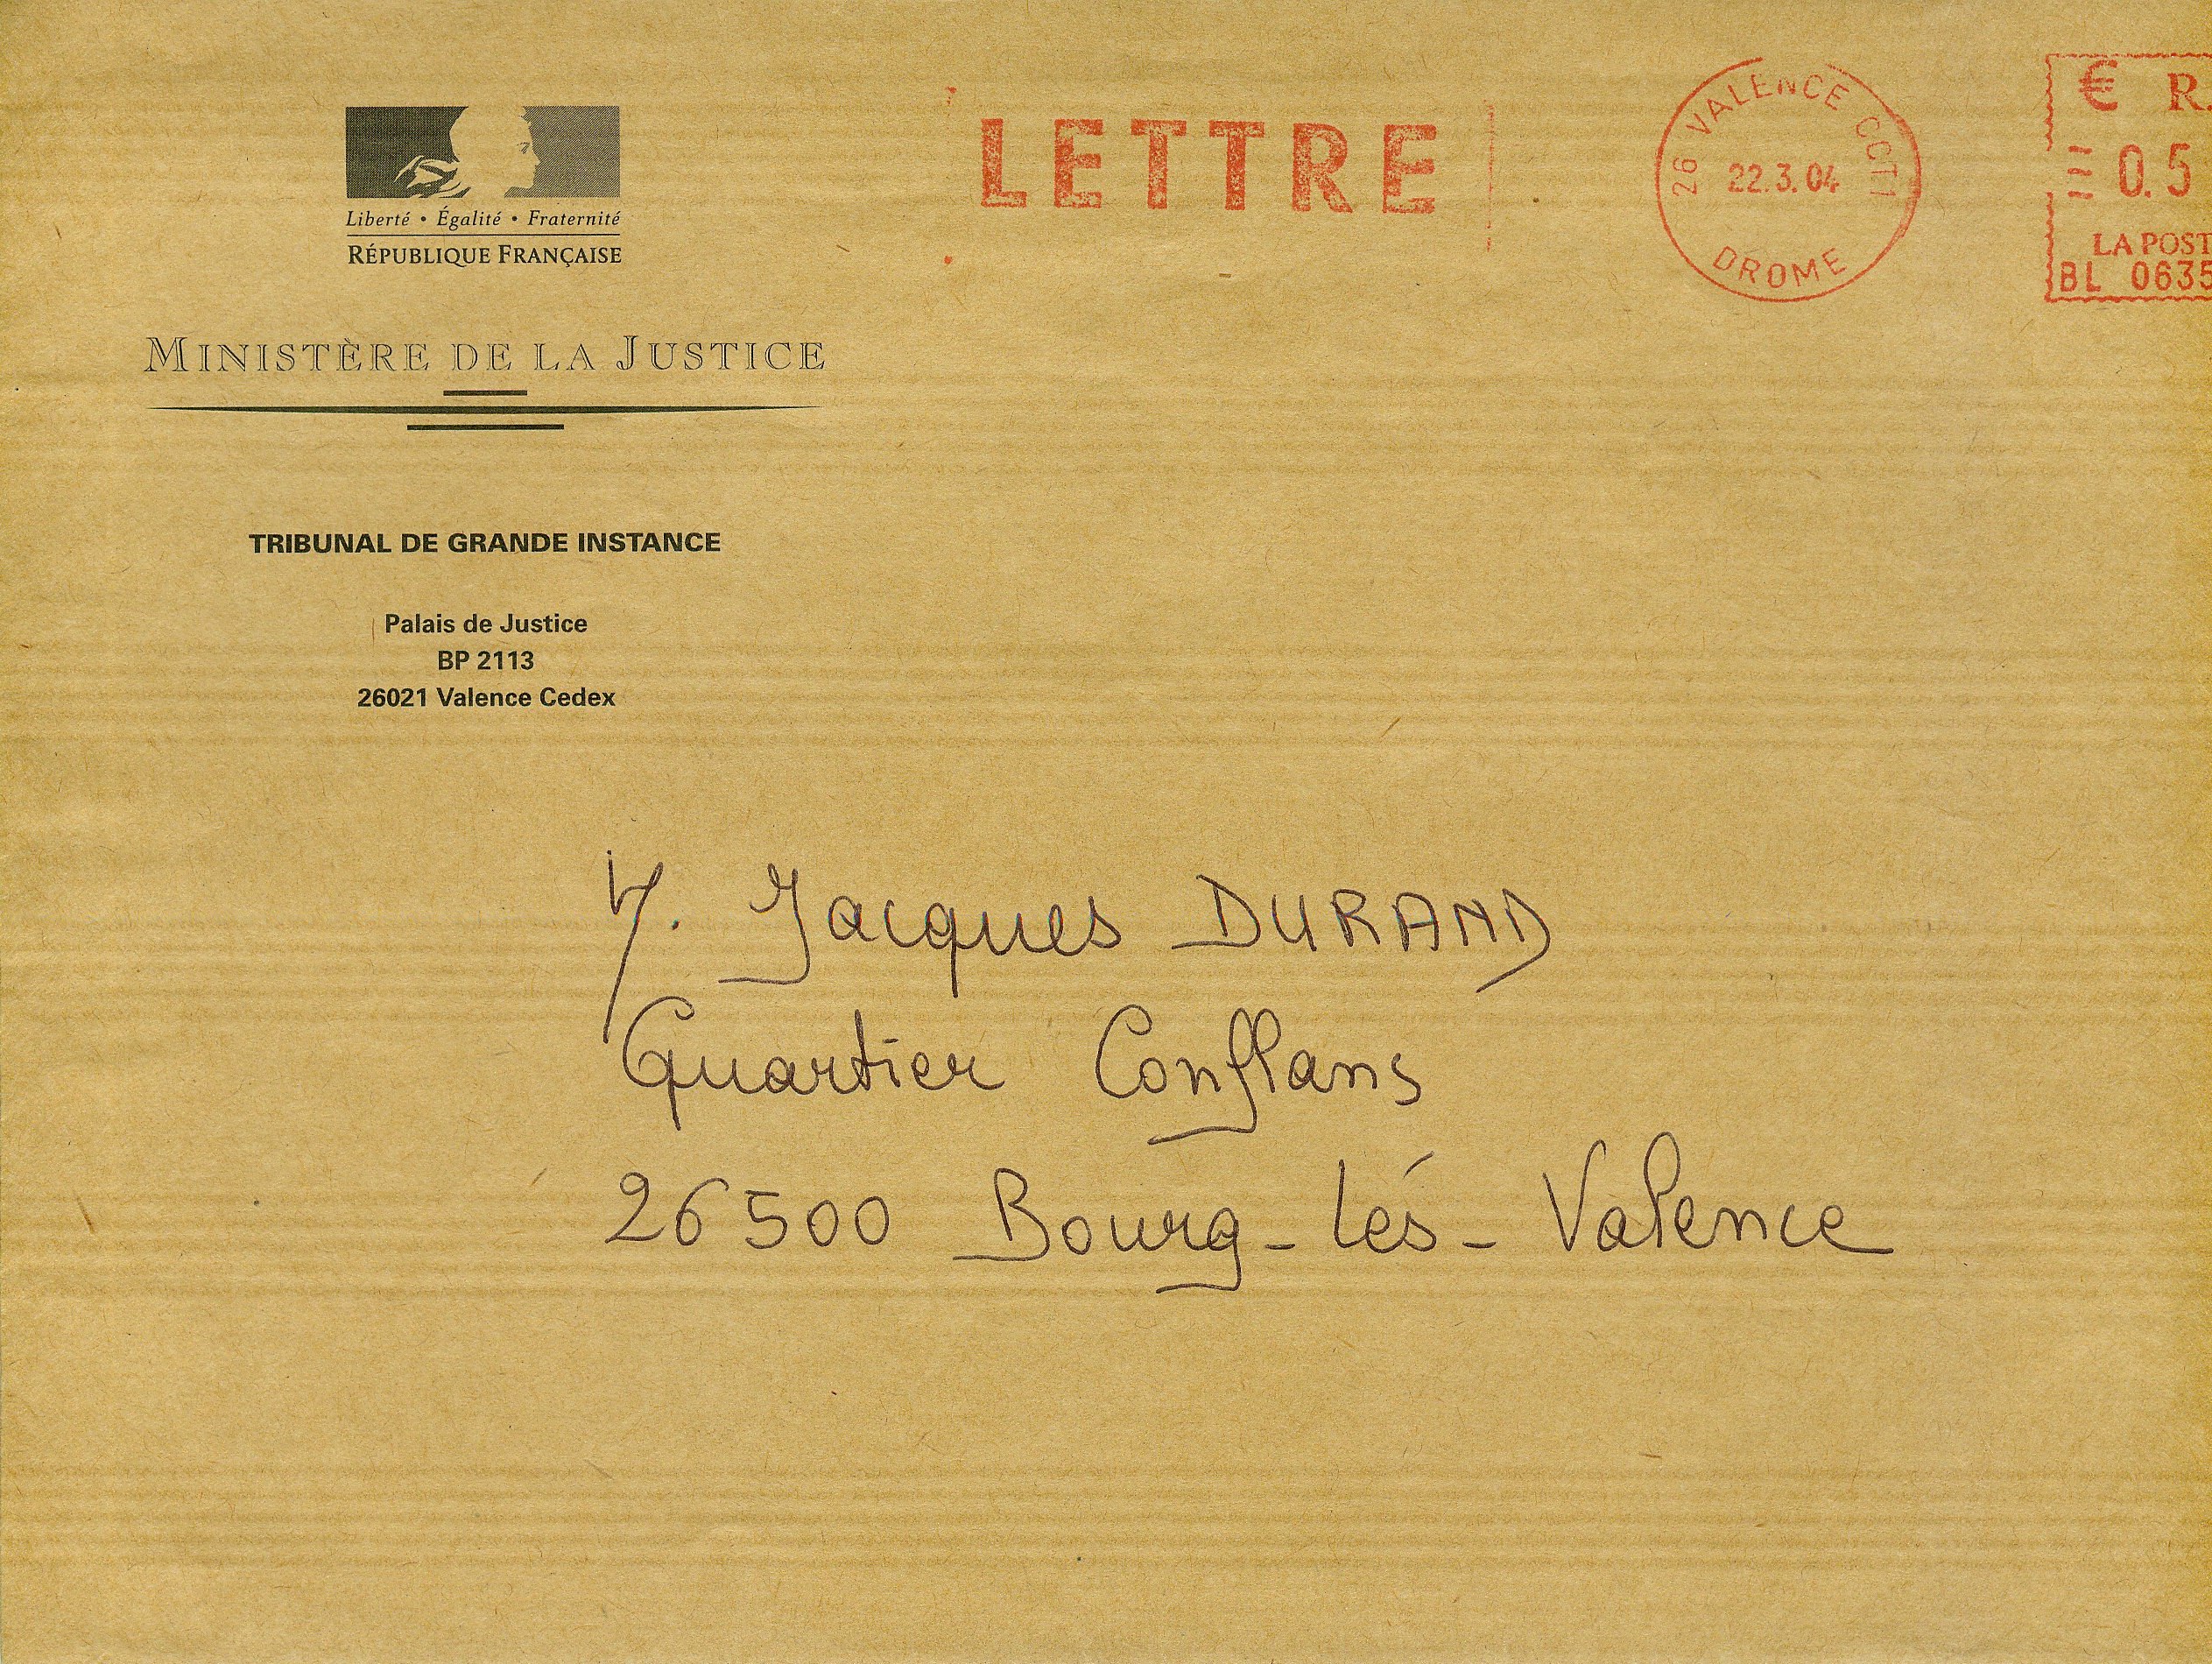 Liberté • Égalité • Fraternité
RÉPUBLIQUE FRANÇAISE
MINISTÈRE DE LA JUSTICE
TRIBUNAL DE GRANDE INSTANCE
Palais de Justice
BP 2113
26021 Valence Cedex
LETTRE
26 VALENCE CCT1
22.3.04
DROME
€ R.
0.5
LA POST
BL 0635
M. Jacques DURAND
Quartier Conflans
26500 Bourg-lés-Valence